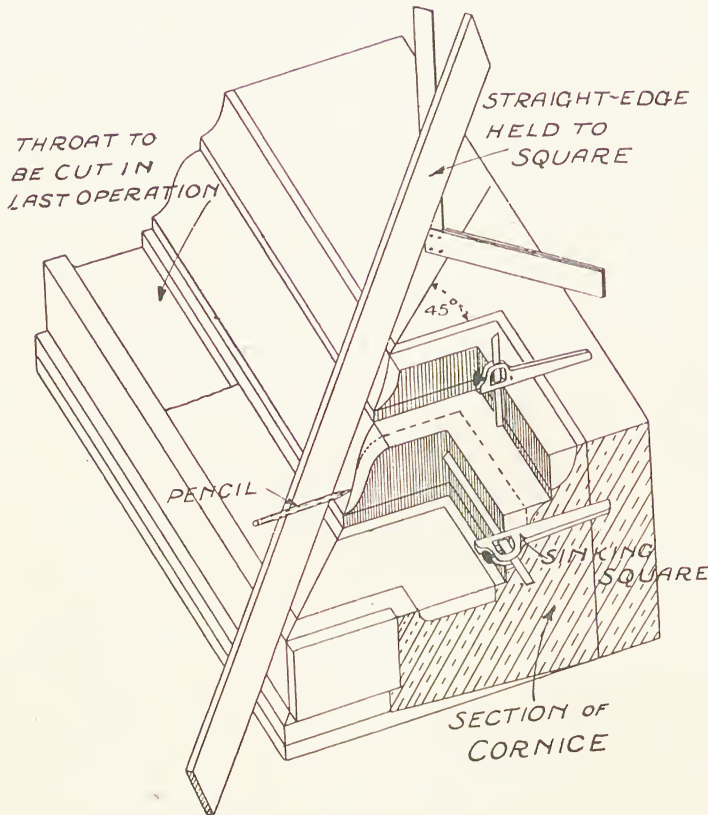 THROAT TO
BE CUT IN
LAST OPERATION
STRAIGHT-EDGE
HELD TO
SQUARE
45°
PENCIL
SINKING
SQUARE
SECTION OF
CORNICE